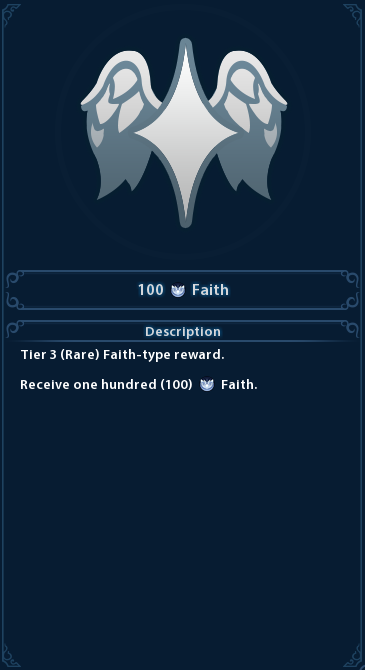 100 Faith
Description
Tier 3 (Rare) Faith-type reward.
Receive one hundred (100) Faith.